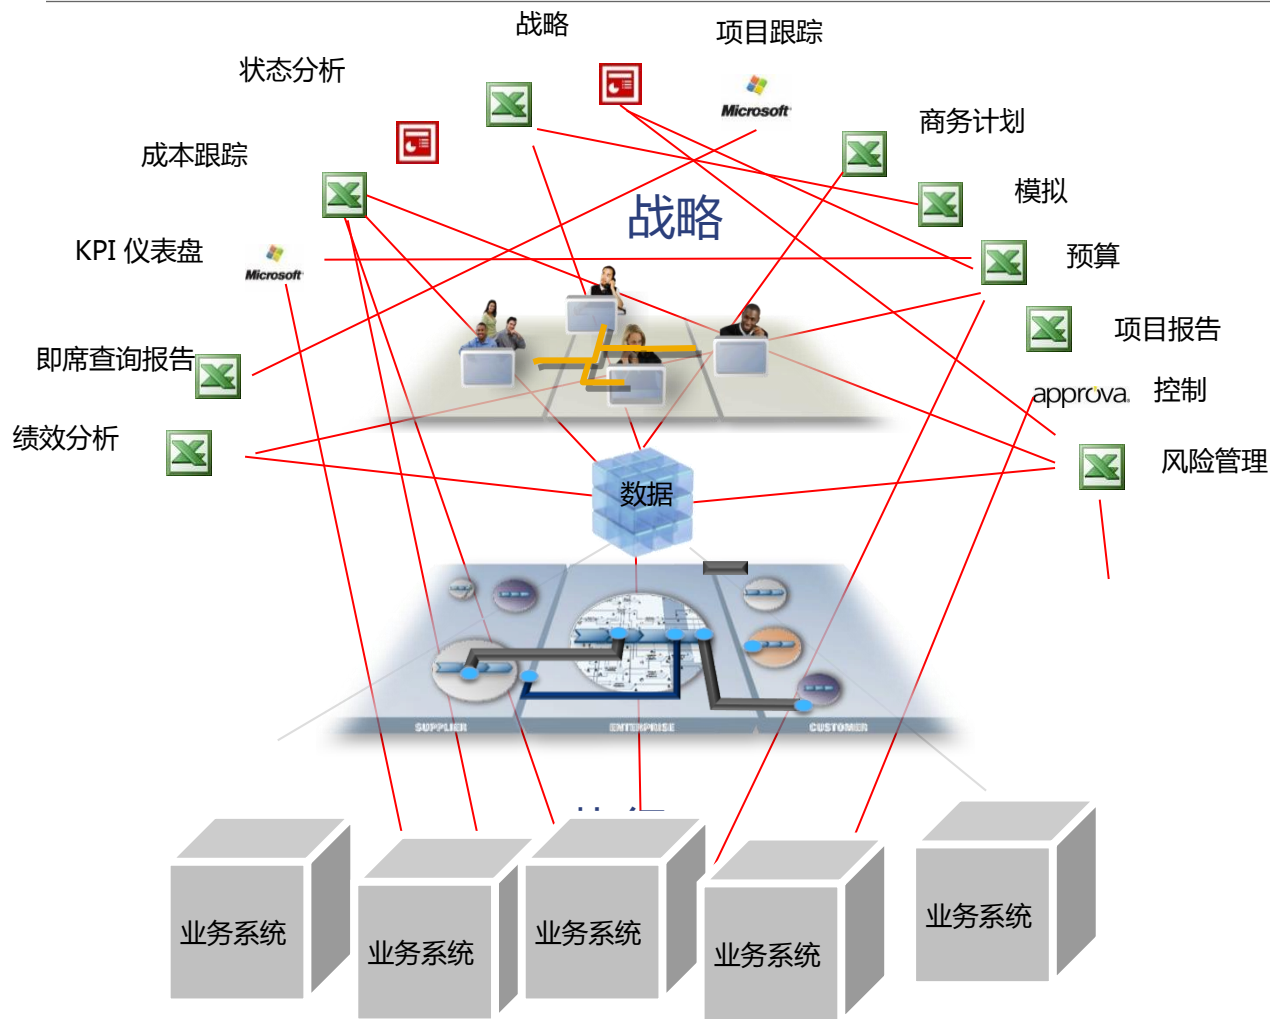 战略
项目跟踪
状态分析
Microsoft
商务计划
成本跟踪
模拟
战略
KPI 仪表盘
Microsoft
预算
项目报告
即席查询报告
approva.
控制
绩效分析
风险管理
数据
SUPPLIER
ENTERPRISE
CUSTOMER
业务系统
业务系统
业务系统
业务系统
业务系统